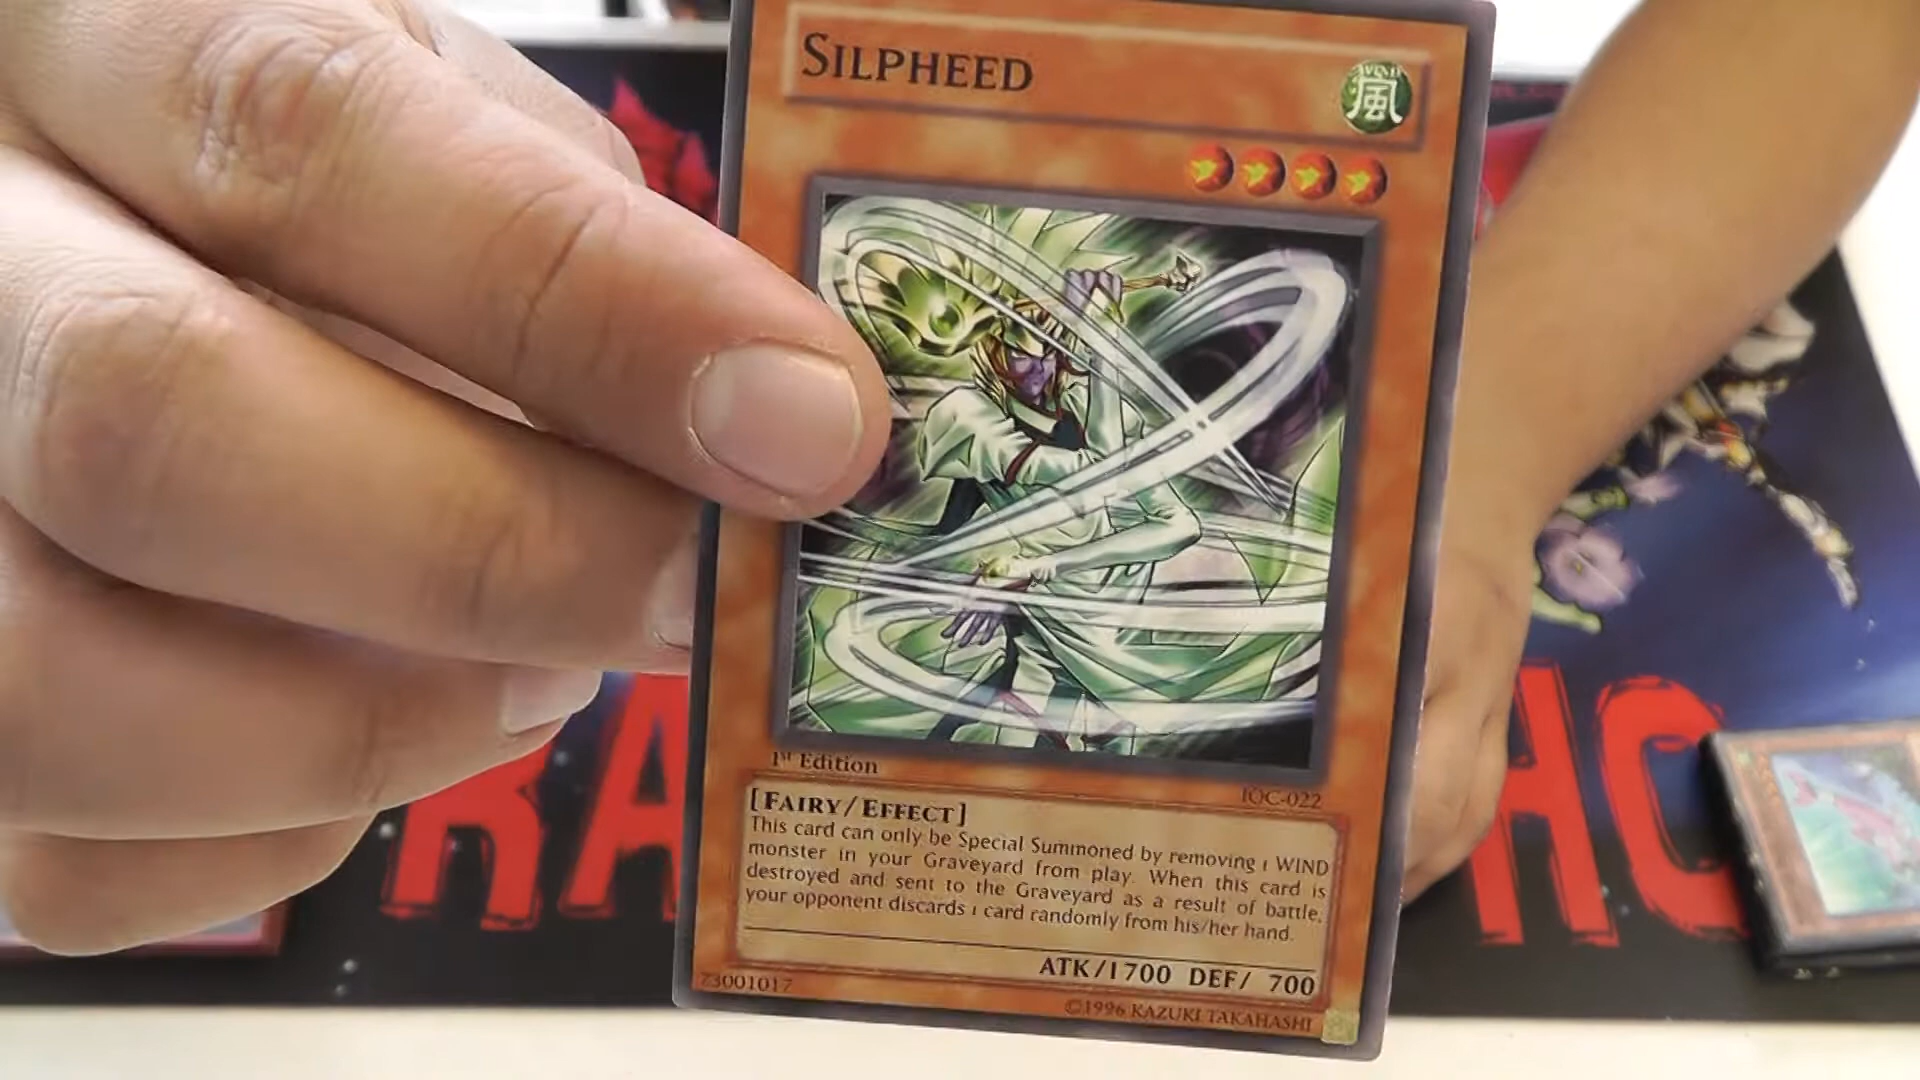 SILPHEED
WIND
風
1st Edition
IOC-022
[FAIRY/EFFECT]
This card can only be Special Summoned by removing 1 WIND
monster in your Graveyard from play. When this card is
destroyed and sent to the Graveyard as a result of battle,
your opponent discards 1 card randomly from his/her hand.
ATK/1700 DEF/ 700
73001017
©1996 KAZUKI TAKAHASHI
RA
HO